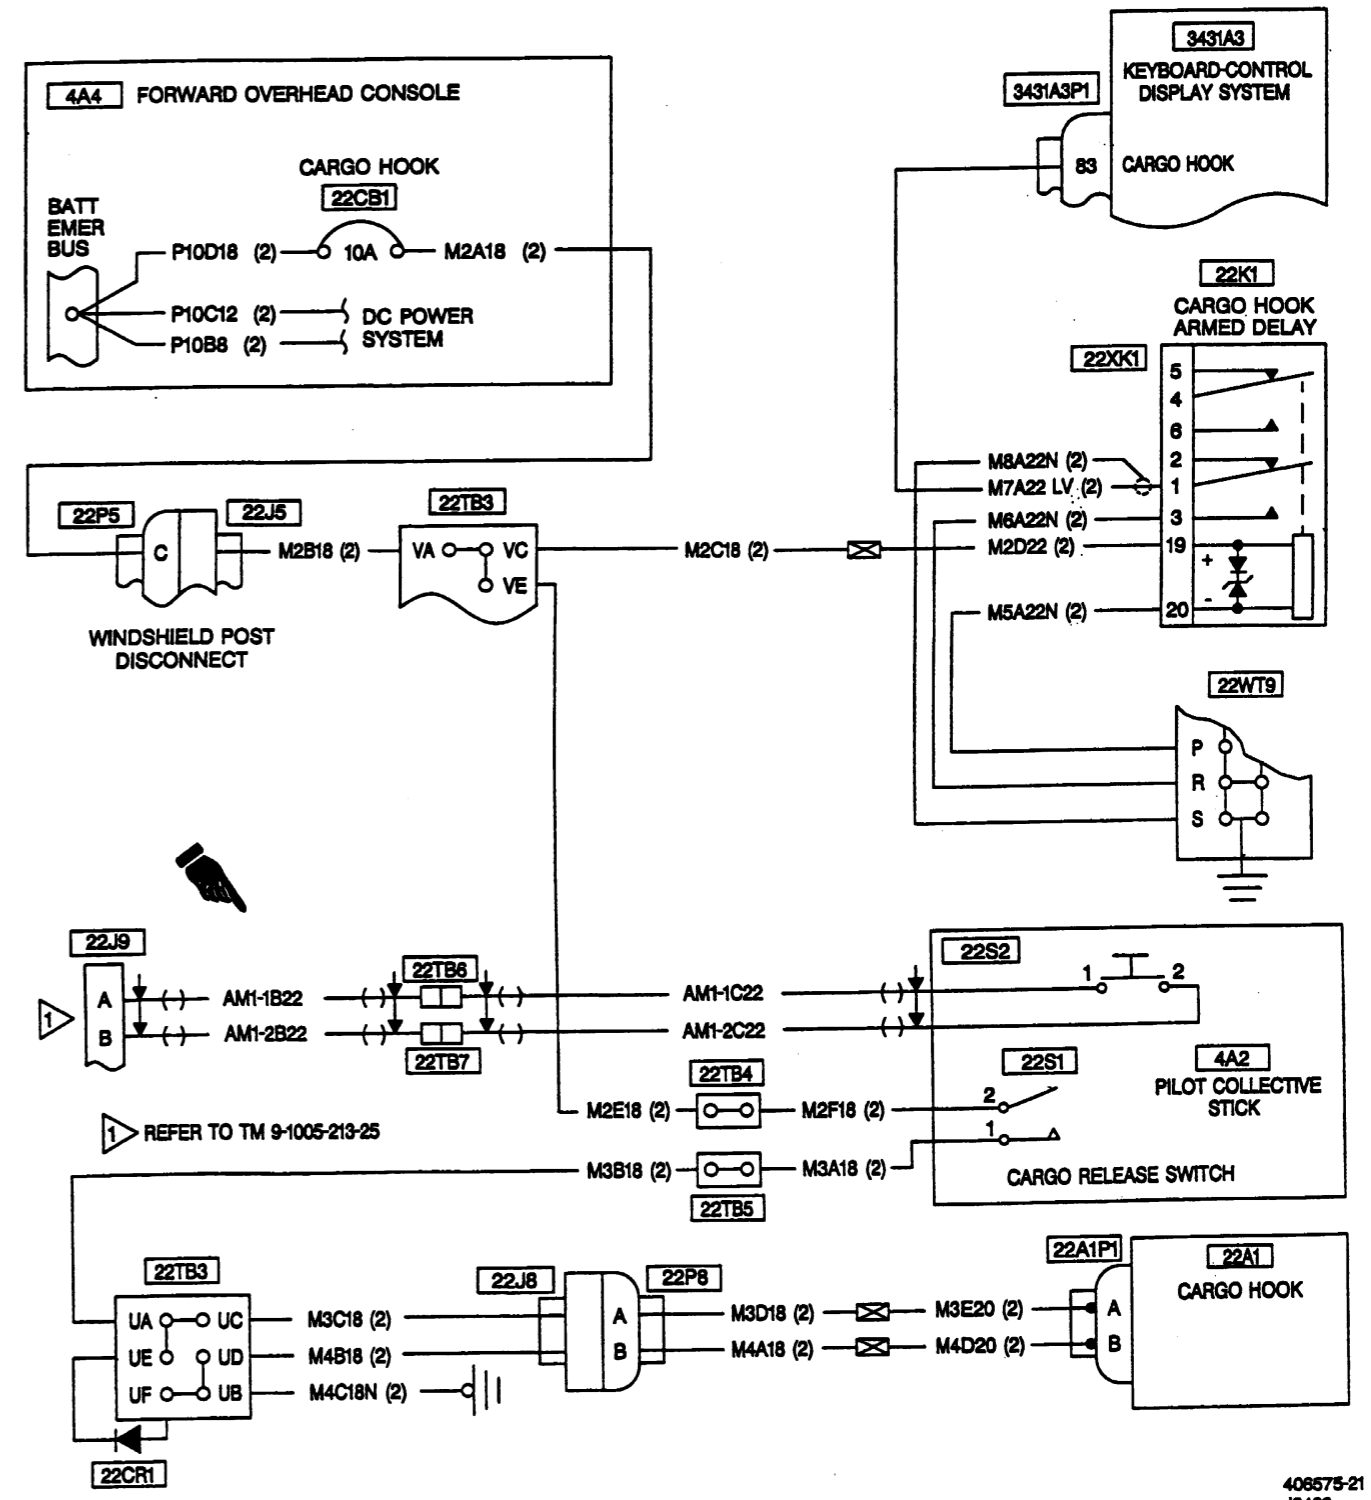 3431A3
KEYBOARD-CONTROL
DISPLAY SYSTEM
3431A3P1
83 CARGO HOOK
4A4 FORWARD OVERHEAD CONSOLE
CARGO HOOK
22CB1
BATT
EMER
BUS
P10D18 (2) 10A M2A18 (2)
P10C12 (2) DC POWER
P10B8 (2) SYSTEM
22K1
CARGO HOOK
ARMED DELAY
22XK1
5
4
6
M8A22N (2) 2
M7A22 LV (2) 1
M6A22N (2) 3
M2D22 (2) 19
+
-
M5A22N (2) 20
22P5 22J5 22TB3
C M2B18 (2) VA VC M2C18 (2)
VE
WINDSHIELD POST
DISCONNECT
22WT9
P
R
S
22J9 22TB6 22S2
1 2
A AM1-1B22 AM1-1C22
1
B AM1-2B22 AM1-2C22
22TB7
22TB4 22S1 4A2
PILOT COLLECTIVE
STICK
M2E18 (2) M2F18 (2) 2
1 REFER TO TM 9-1005-213-25
M3B18 (2) M3A18 (2) 1
CARGO RELEASE SWITCH
22TB5
22TB3 22J8 22P8 22A1P1 22A1
CARGO HOOK
UA UC M3C18 (2) A M3D18 (2) M3E20 (2) A
UE UD M4B18 (2) B M4A18 (2) M4D20 (2) B
UF UB M4C18N (2)
22CR1
406575-21